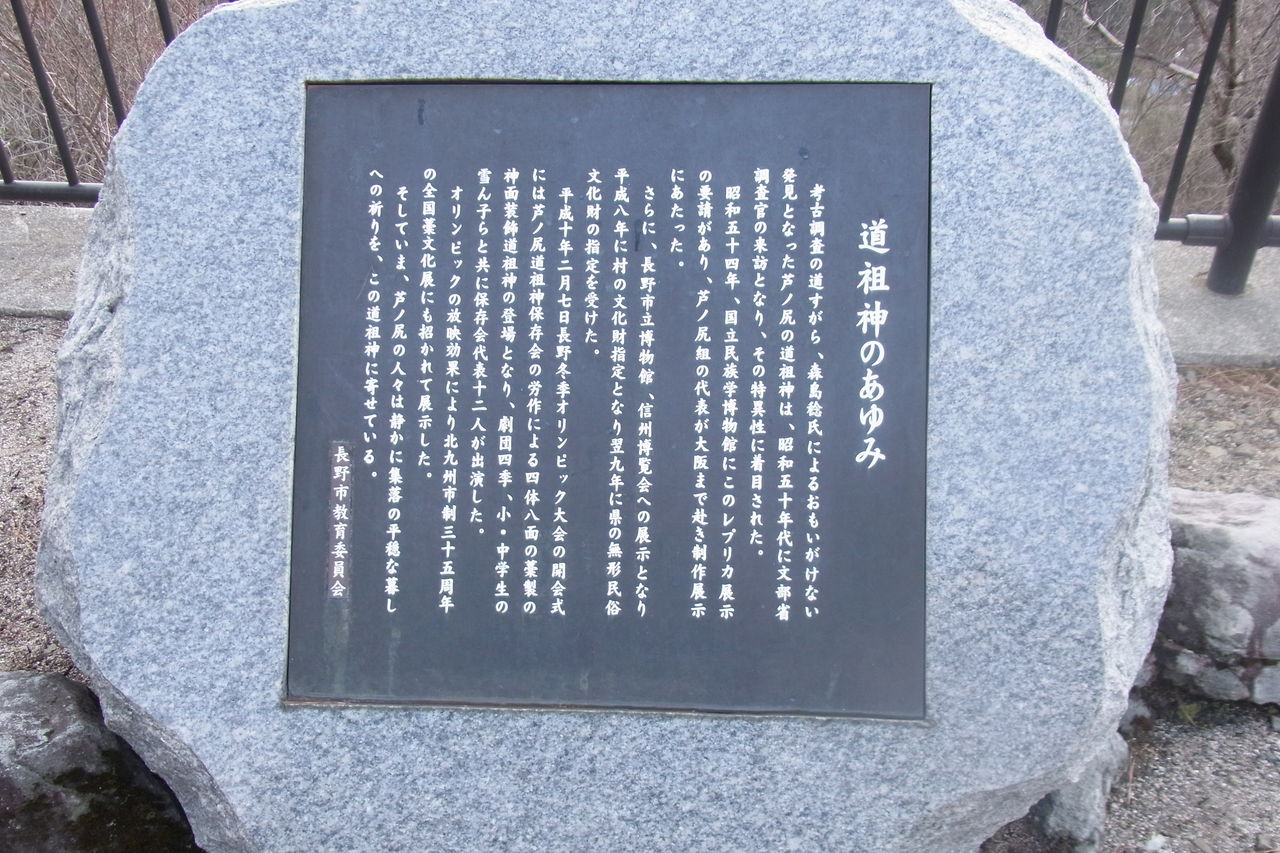 道祖神のあゆみ
考古調査の道すがら、森島稔氏によるおもいがけない
発見となった芦ノ尻の道祖神は、昭和五十年代に文部省
調査官の来訪となり、その特異性に着目された。
昭和五十四年、国立民族学博物館にこのレプリカ展示
の要請があり、芦ノ尻組の代表が大阪まで赴き制作展示
にあたった。
さらに、長野市立博物館、信州博覧会への展示となり
平成八年に村の文化財指定となり翌九年に県の無形民俗
文化財の指定を受けた。
平成十年二月七日長野冬季オリンピック大会の開会式
には芦ノ尻道祖神保存会の労作による四体八面の藁製の
神面装飾道祖神の登場となり、劇団四季、小・中学生の
雪ん子らと共に保存会代表十二人が出演した。
オリンピックの放映効果により北九州市制三十五周年
の全国藁文化展にも招かれて展示した。
そしていま、芦ノ尻の人々は静かに集落の平穏な暮し
への祈りを、この道祖神に寄せている。
長野市教育委員会